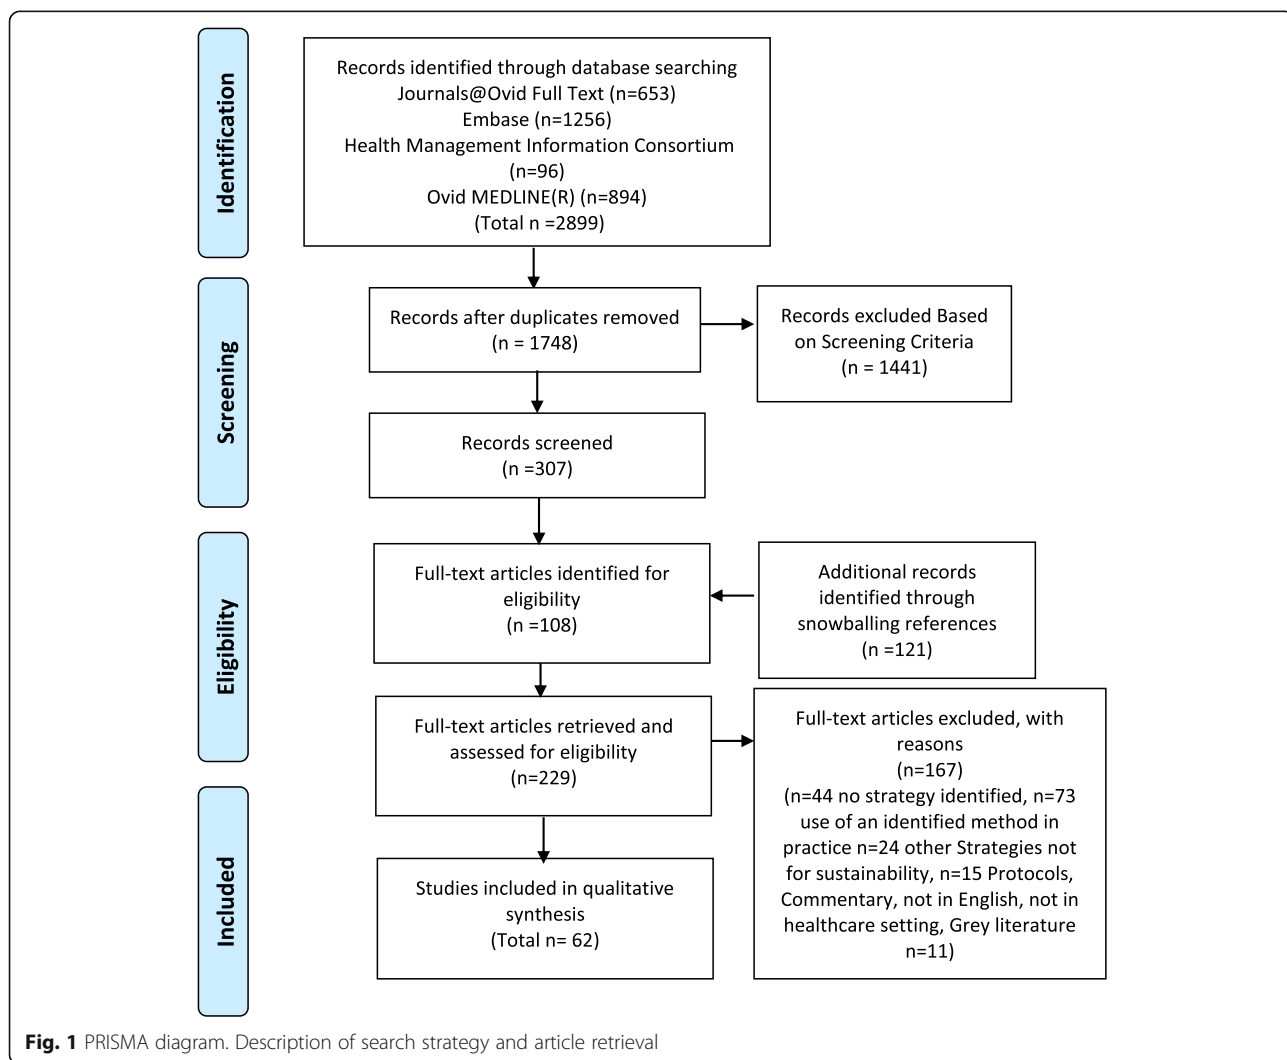 Identification
Records identified through database searching
Journals@Ovid Full Text (n=653)
Embase (n=1256)
Health Management Information Consortium
(n=96)
Ovid MEDLINE(R) (n=894)
(Total n =2899)
Screening
Records after duplicates removed
(n = 1748)
Records excluded Based
on Screening Criteria
(n = 1441)
Records screened
(n =307)
Eligibility
Full-text articles identified for
eligibility
(n =108)
Additional records
identified through
snowballing references
(n =121)
Full-text articles retrieved and
assessed for eligibility
(n=229)
Full-text articles excluded, with
reasons
(n=167)
(n=44 no strategy identified, n=73
use of an identified method in
practice n=24 other Strategies not
for sustainability, n=15 Protocols,
Commentary, not in English, not in
healthcare setting, Grey literature
n=11)
Included
Studies included in qualitative
synthesis
(Total n= 62)
Fig. 1 PRISMA diagram. Description of search strategy and article retrieval